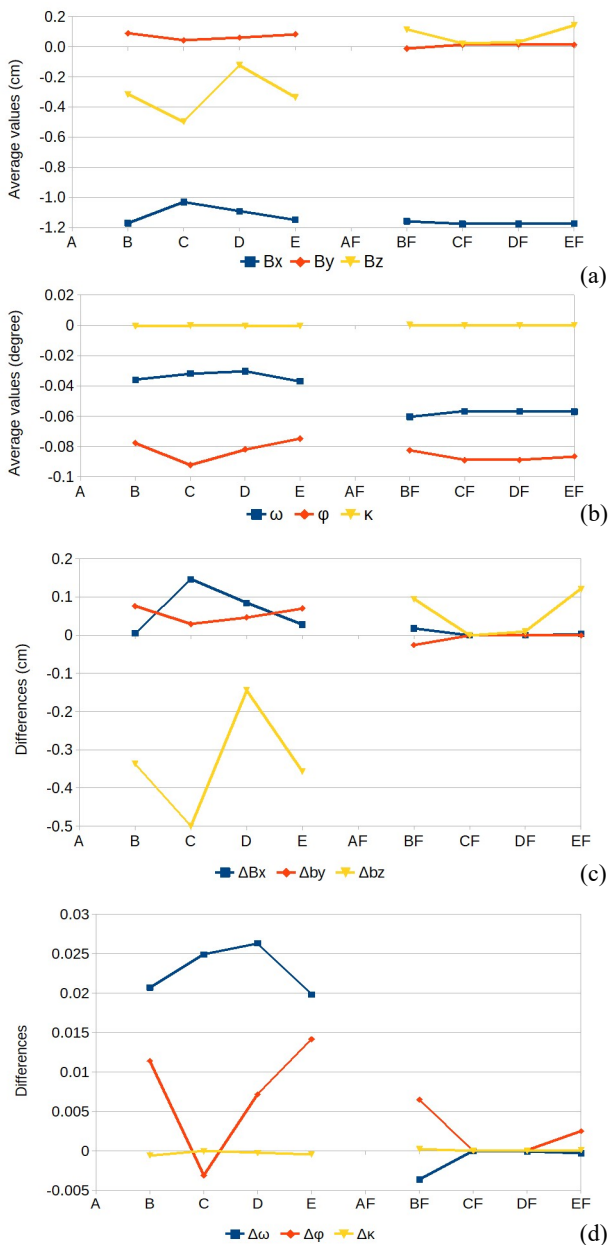 0.2
0.0
-0.2
-0.4
-0.6
-0.8
-1.0
-1.2
Average values (cm)
A B C D E AF BF CF DF EF
Bx By Bz
(a)
0.02
0
-0.02
-0.04
-0.06
-0.08
-0.1
Average values (degree)
A B C D E AF BF CF DF EF
ω φ κ
(b)
0.2
0.1
0
-0.1
-0.2
-0.3
-0.4
-0.5
Differences (cm)
A B C D E AF BF CF DF EF
ΔBx Δby Δbz
(c)
0.03
0.025
0.02
0.015
0.01
0.005
0
-0.005
Differences
A B C D E AF BF CF DF EF
Δω Δφ Δκ
(d)